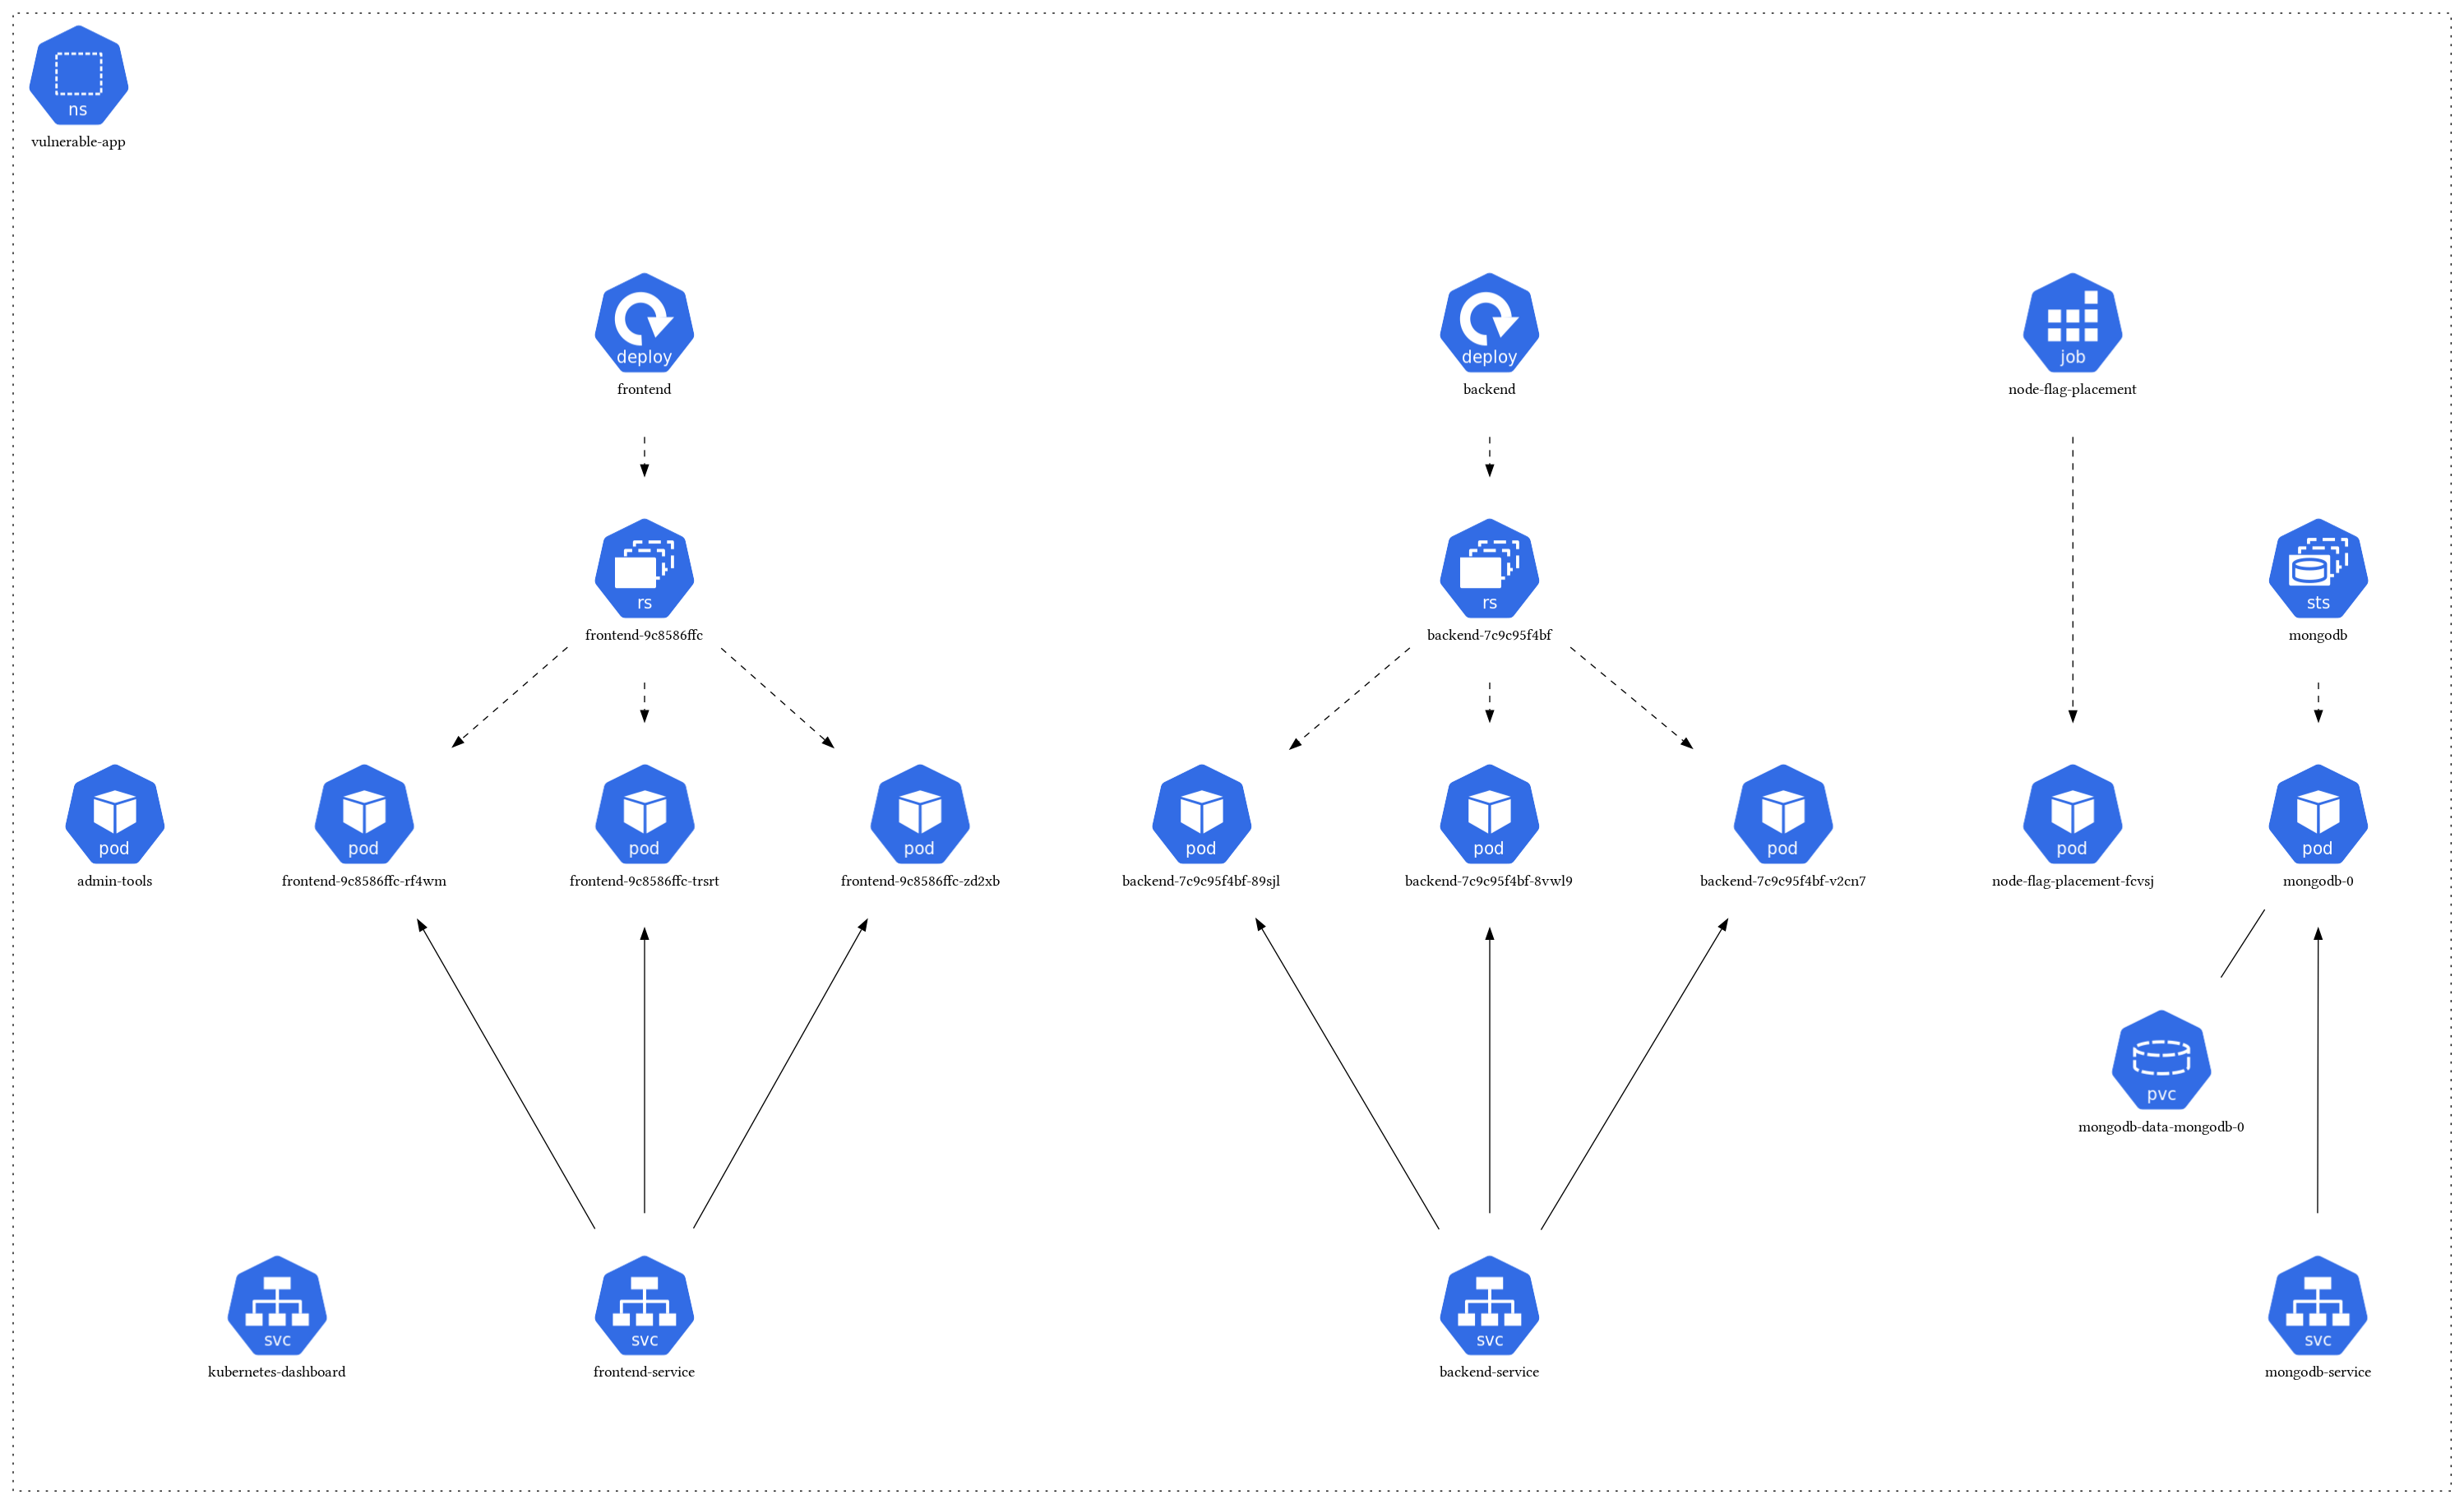 ns
vulnerable-app
deploy
frontend
deploy
backend
job
node-flag-placement
rs
frontend-9c8586ffc
rs
backend-7c9c95f4bf
sts
mongodb
pod
admin-tools
pod
frontend-9c8586ffc-rf4wm
pod
frontend-9c8586ffc-trsrt
pod
frontend-9c8586ffc-zd2xb
pod
backend-7c9c95f4bf-89sjl
pod
backend-7c9c95f4bf-8vwl9
pod
backend-7c9c95f4bf-v2cn7
pod
node-flag-placement-fcvsj
pod
mongodb-0
pvc
mongodb-data-mongodb-0
svc
kubernetes-dashboard
svc
frontend-service
svc
backend-service
svc
mongodb-service